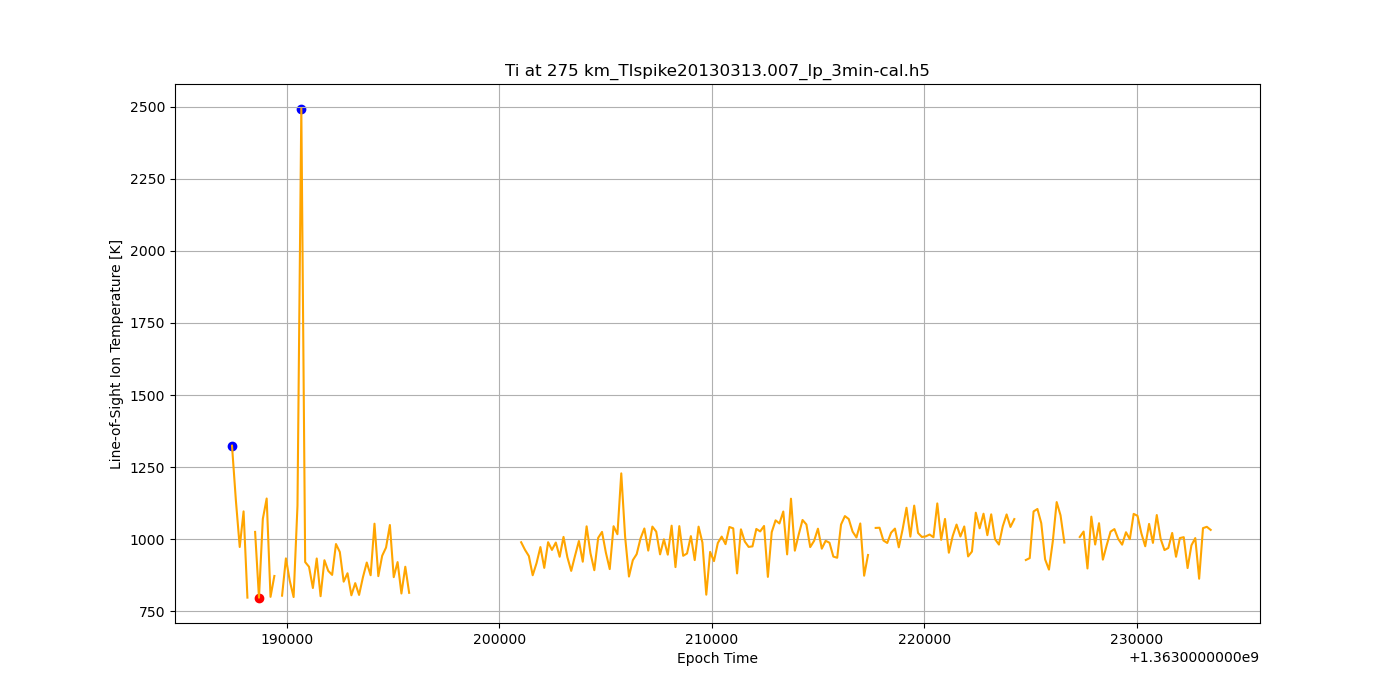 Ti at 275 km_TIspike20130313.007_lp_3min-cal.h5
Line-of-Sight Ion Temperature [K]
2500
2250
2000
1750
1500
1250
1000
750
190000 200000 210000 220000 230000
Epoch Time
+1.3630000000e9